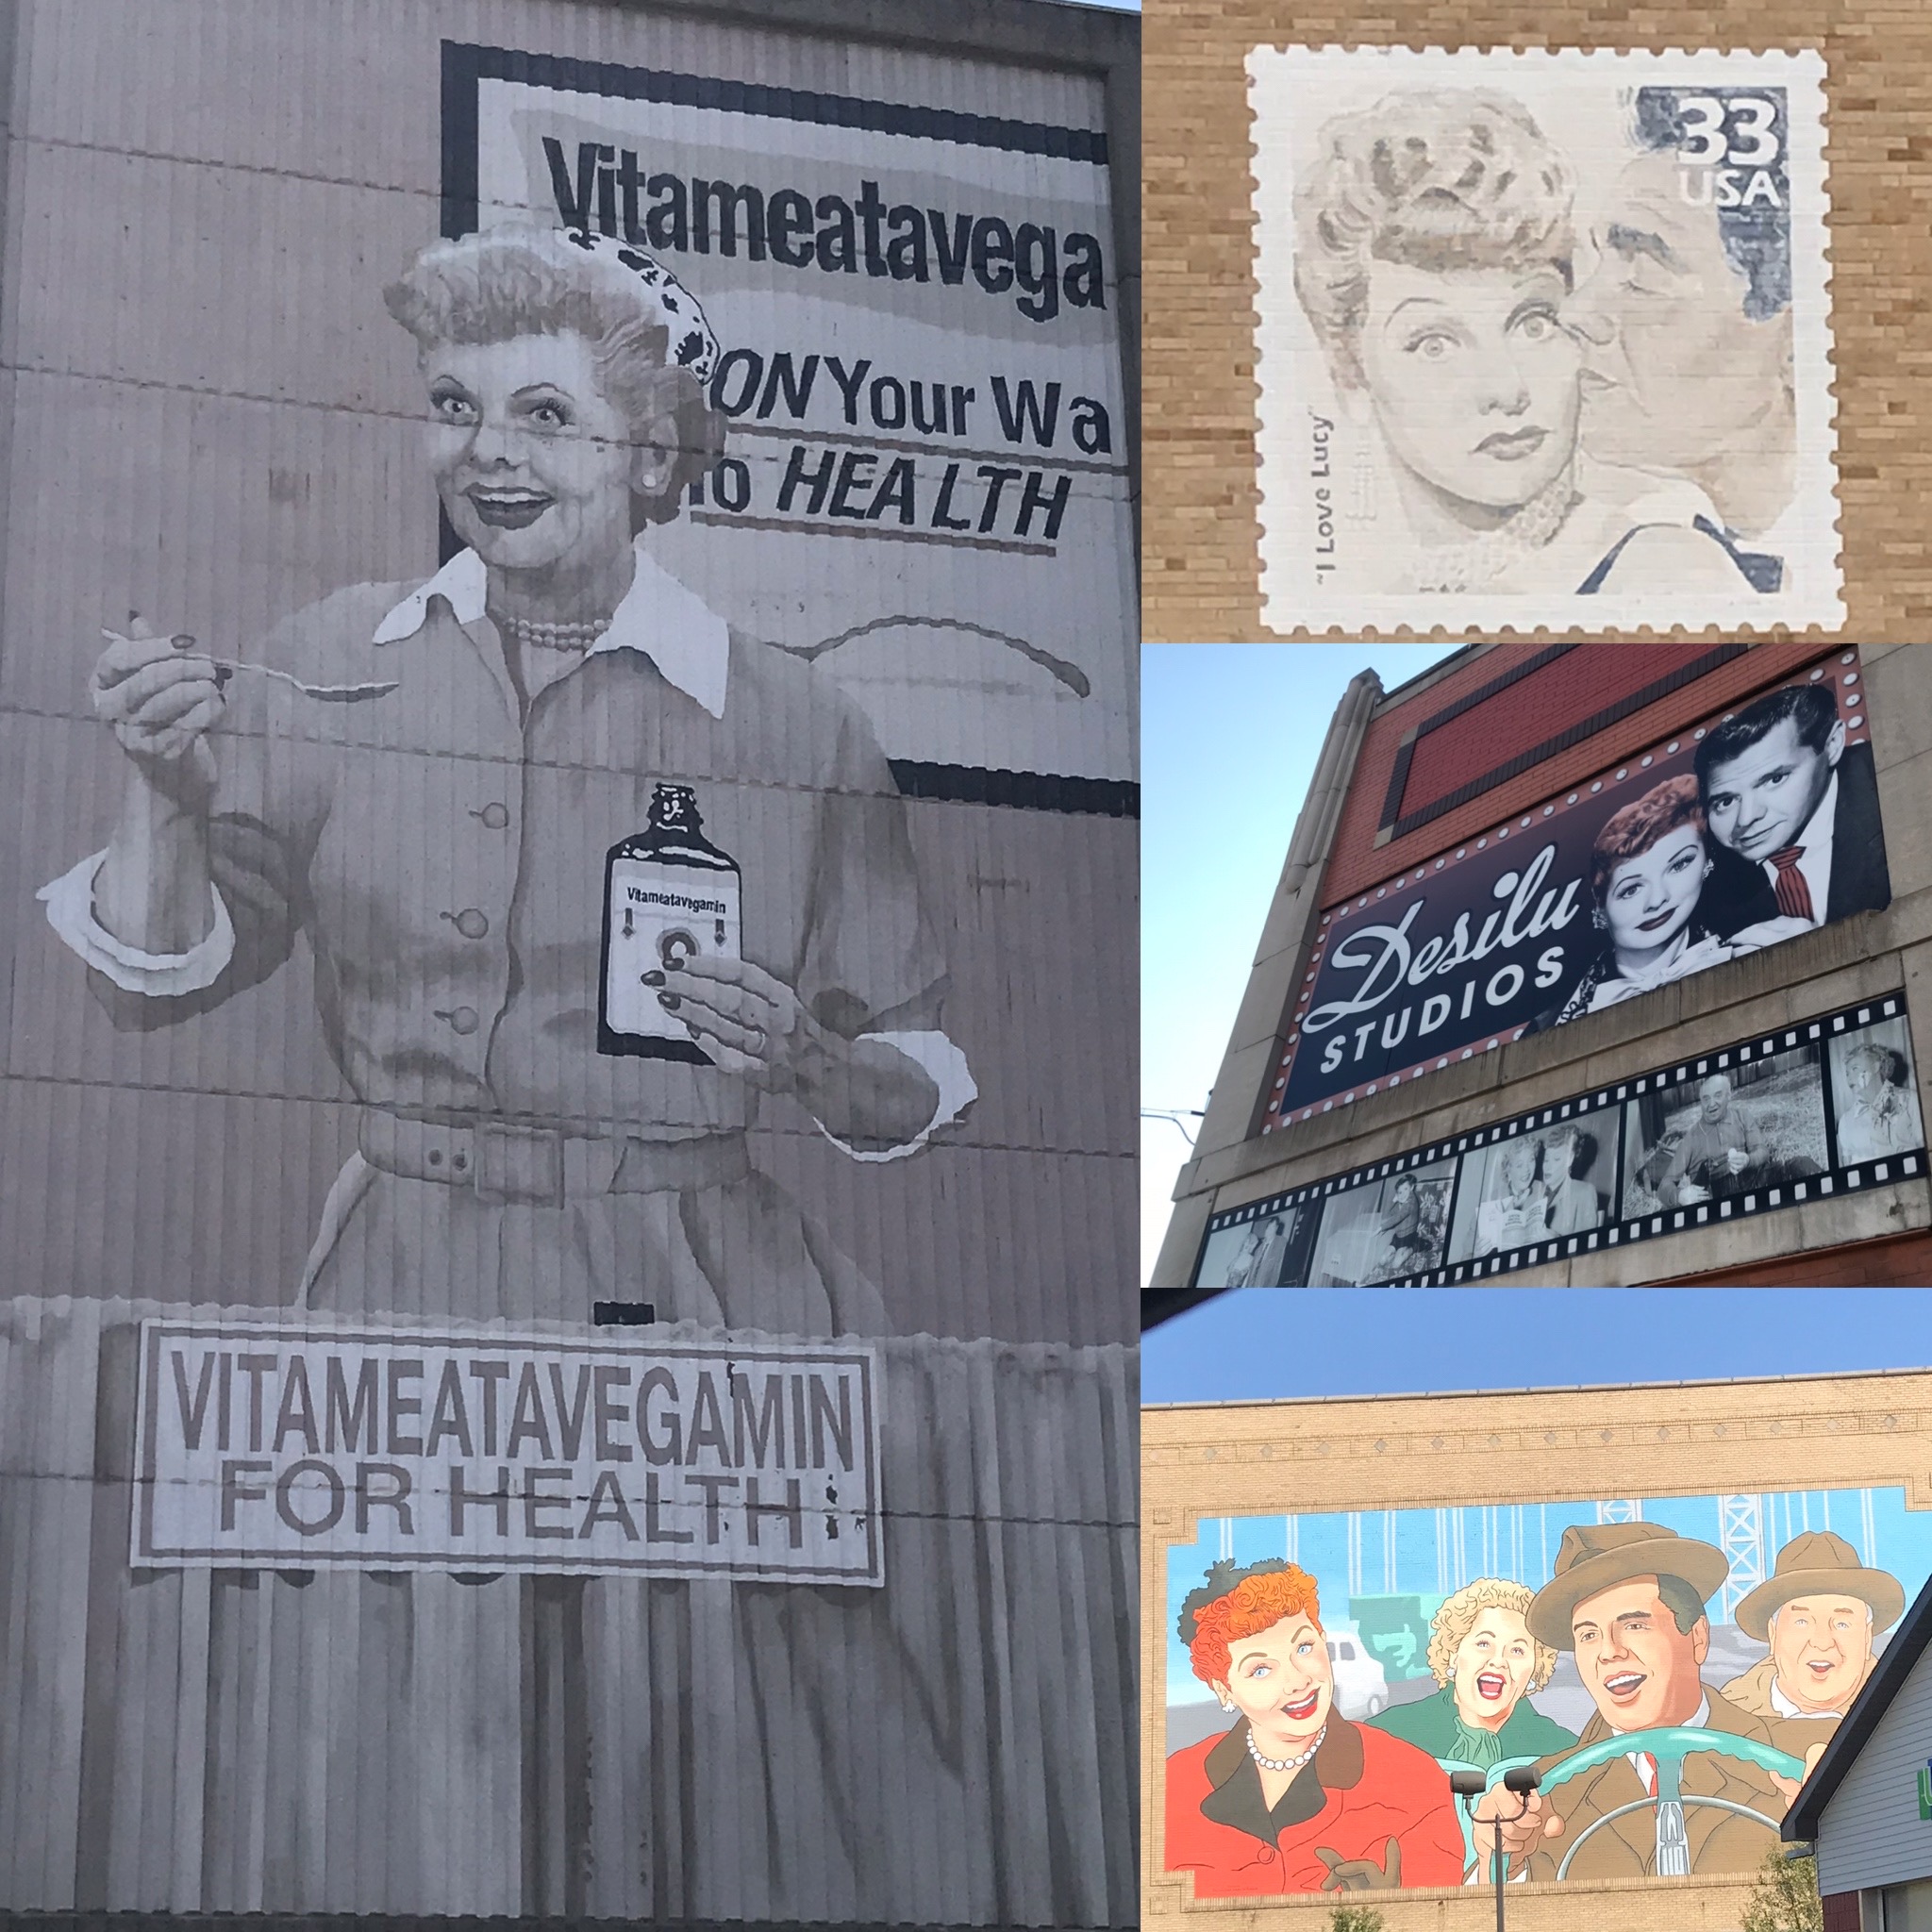 Vitameatavega
ON Your Wa
To HEALTH
Vitameatavegamin
VITAMEATAVEGAMIN
FOR HEALTH
33
USA
"I Love Lucy"
Desilu
STUDIOS